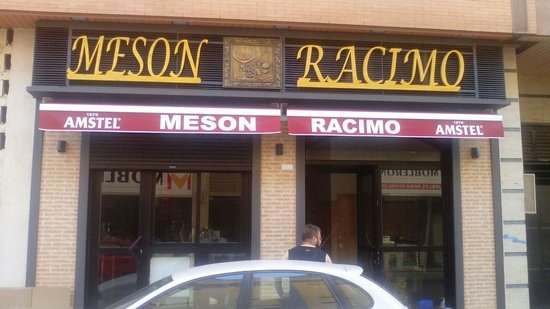 MESON RACIMO
1870 AMSTEL MESON RACIMO 1870 AMSTEL